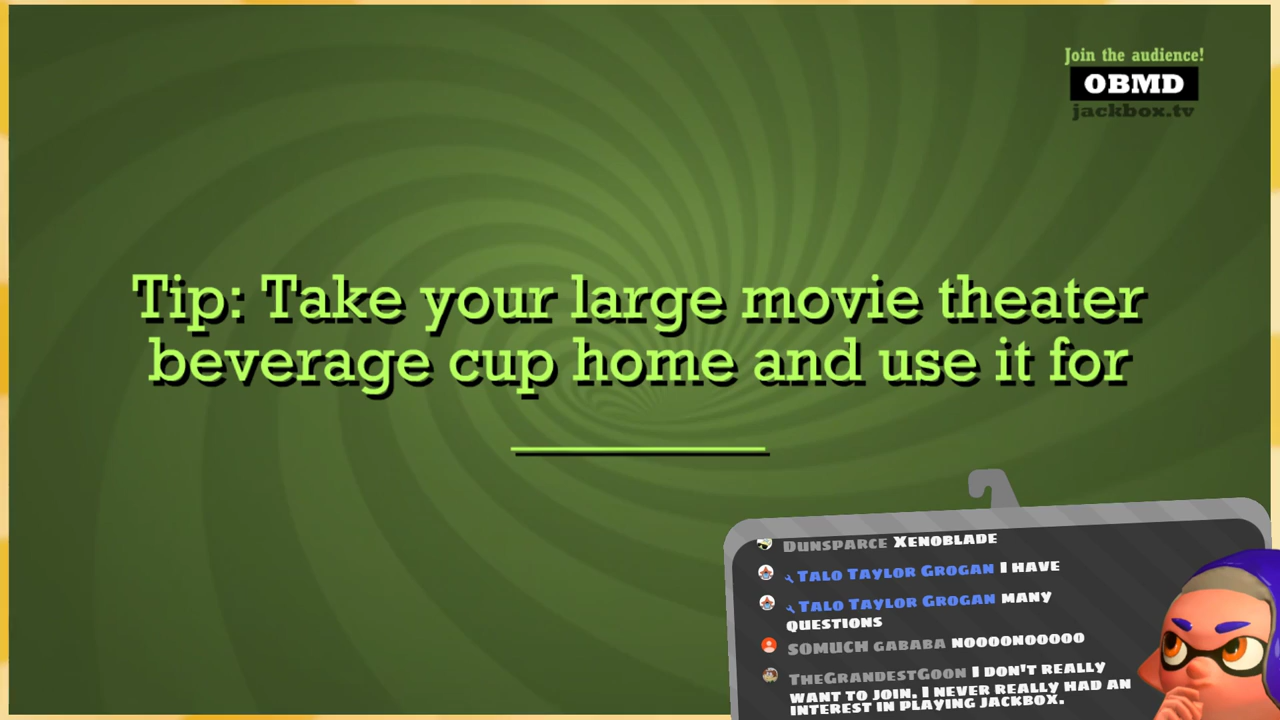 Join the audience!
OBMD
jackbox.tv
Tip: Take your large movie theater
beverage cup home and use it for
Dunsparce Xenoblade
Talo Taylor Grogan I have
Talo Taylor Grogan many
questions
somuch gababa noooonooooo
TheGrandestGoon I don't really
want to join. I never really had an
interest in playing jackbox.